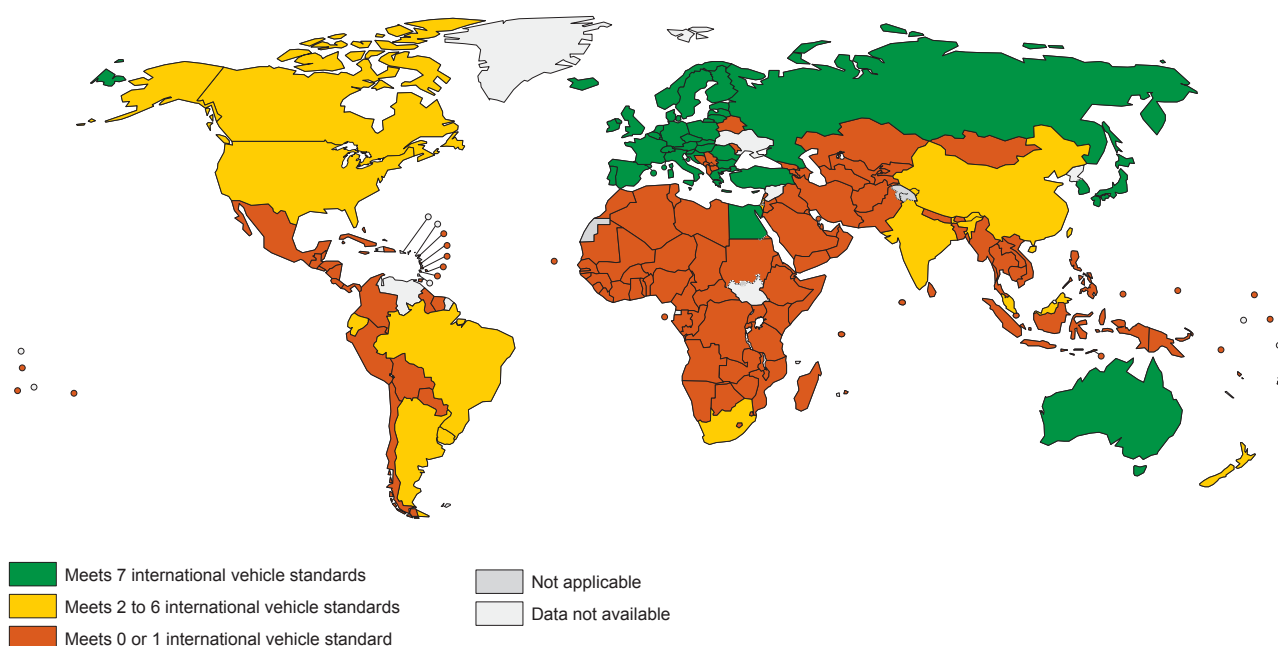 Meets 7 international vehicle standards
Meets 2 to 6 international vehicle standards
Meets 0 or 1 international vehicle standard
Not applicable
Data not available